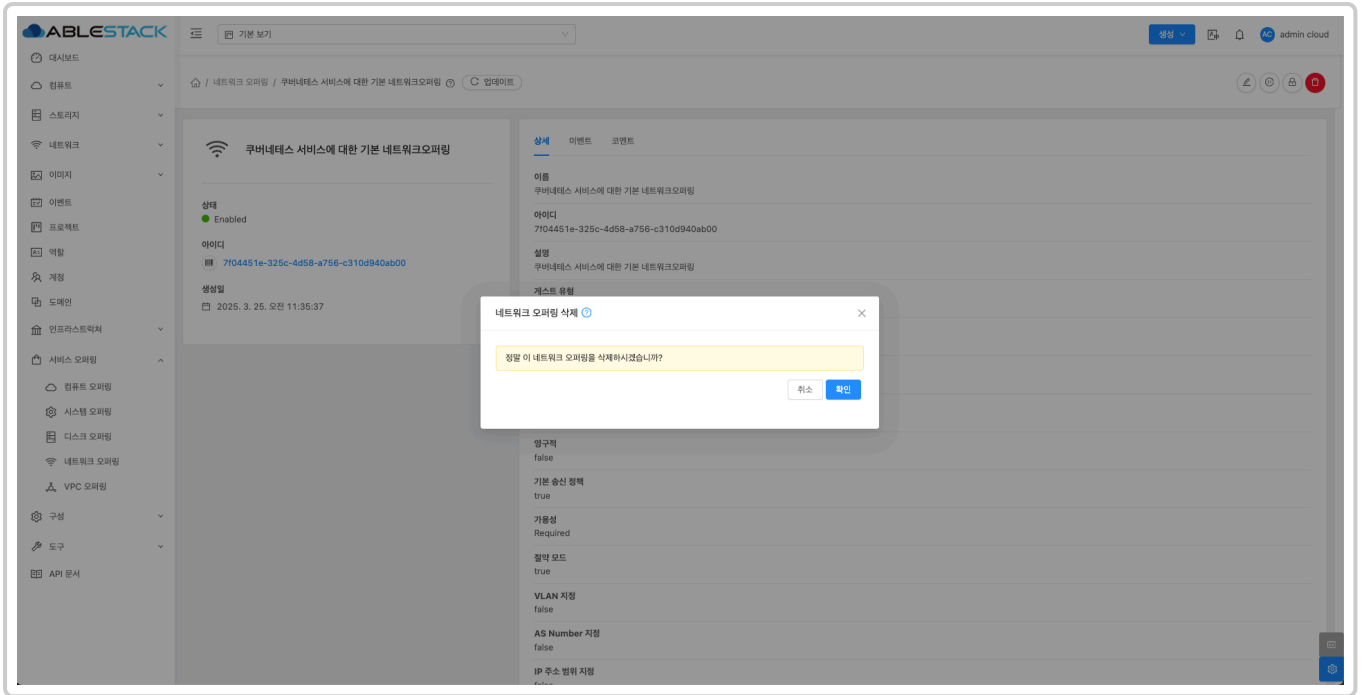 ABLESTACK
기본 보기
생성
AC admin cloud
대시보드
컴퓨트
스토리지
네트워크
이미지
이벤트
프로젝트
역할
계정
도메인
인프라스트럭쳐
서비스 오퍼링
컴퓨트 오퍼링
시스템 오퍼링
디스크 오퍼링
네트워크 오퍼링
VPC 오퍼링
구성
도구
API 문서
/ 네트워크 오퍼링 / 쿠버네테스 서비스에 대한 기본 네트워크오퍼링 업데이트
쿠버네테스 서비스에 대한 기본 네트워크오퍼링
상태
Enabled
아이디
7f04451e-325c-4d58-a756-c310d940ab00
생성일
2025. 3. 25. 오전 11:35:37
상세 이벤트 코멘트
이름
쿠버네테스 서비스에 대한 기본 네트워크오퍼링
아이디
7f04451e-325c-4d58-a756-c310d940ab00
설명
쿠버네테스 서비스에 대한 기본 네트워크오퍼링
게스트 유형
네트워크 오퍼링 삭제
정말 이 네트워크 오퍼링을 삭제하시겠습니까?
취소 확인
영구적
false
기본 송신 정책
true
가용성
Required
절약 모드
true
VLAN 지정
false
AS Number 지정
false
IP 주소 범위 지정
false